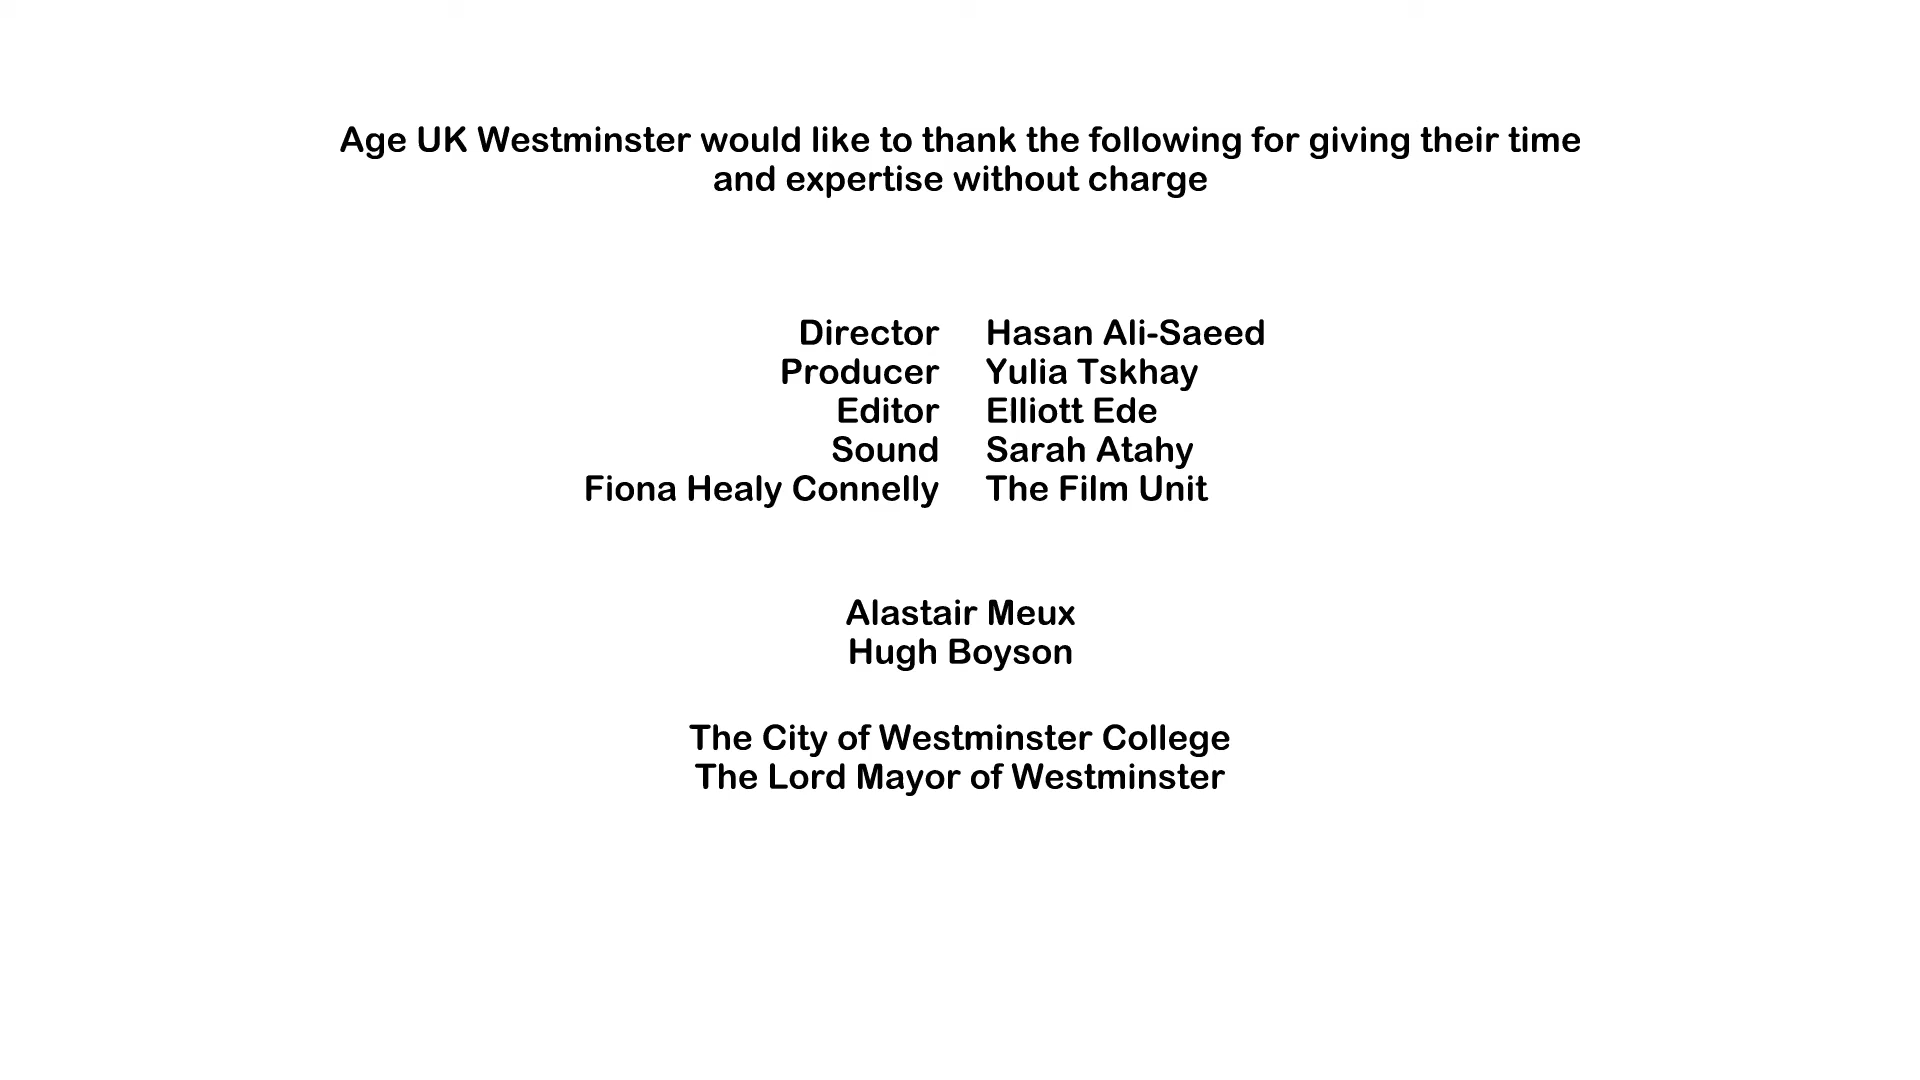 Age UK Westminster would like to thank the following for giving their time
and expertise without charge
Director Hasan Ali-Saeed
Producer Yulia Tskhay
Editor Elliott Ede
Sound Sarah Atahy
Fiona Healy Connelly The Film Unit
Alastair Meux
Hugh Boyson
The City of Westminster College
The Lord Mayor of Westminster